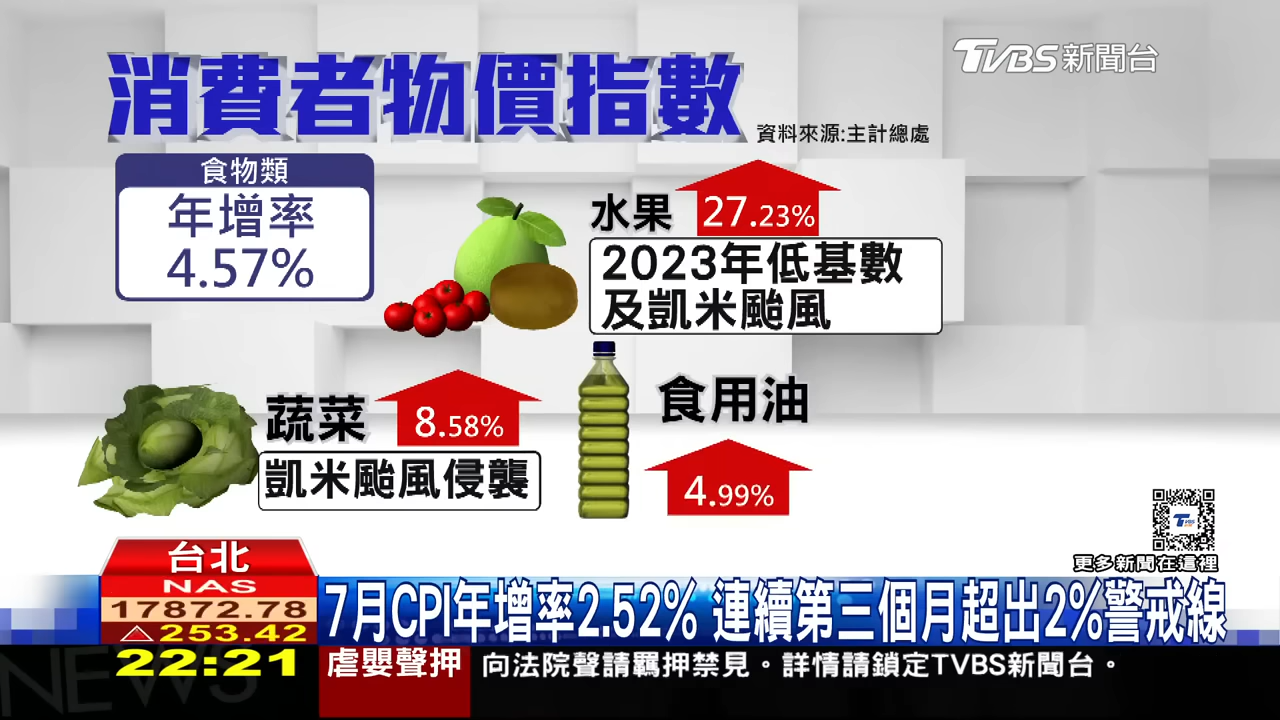 消費者物價指數
TVBS新聞台
資料來源:主計總處
食物類
年增率
4.57%
水果
27.23%
2023年低基數
及凱米颱風
蔬菜
8.58%
凱米颱風侵襲
食用油
4.99%
TVBS
更多新聞在這裡
台北
NAS
17872.78
253.42
22:21
7月CPI年增率2.52% 連續第三個月超出2%警戒線
虐嬰聲押
向法院聲請羈押禁見。詳情請鎖定TVBS新聞台。
NEWS